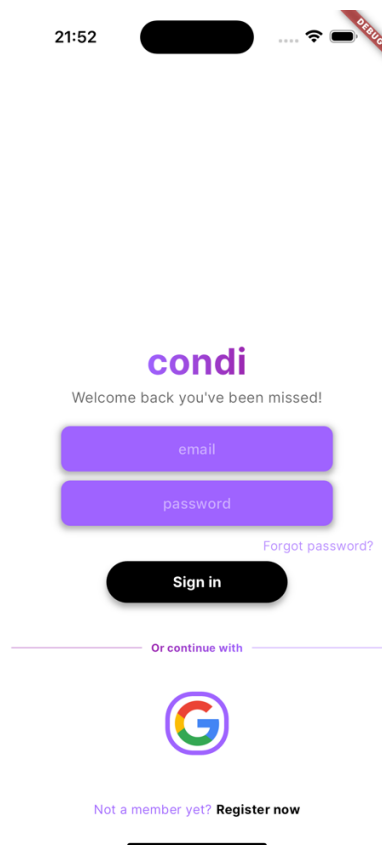 21:52
DEBUG
condi
Welcome back you've been missed!
email
password
Forgot password?
Sign in
Or continue with
G
Not a member yet? Register now